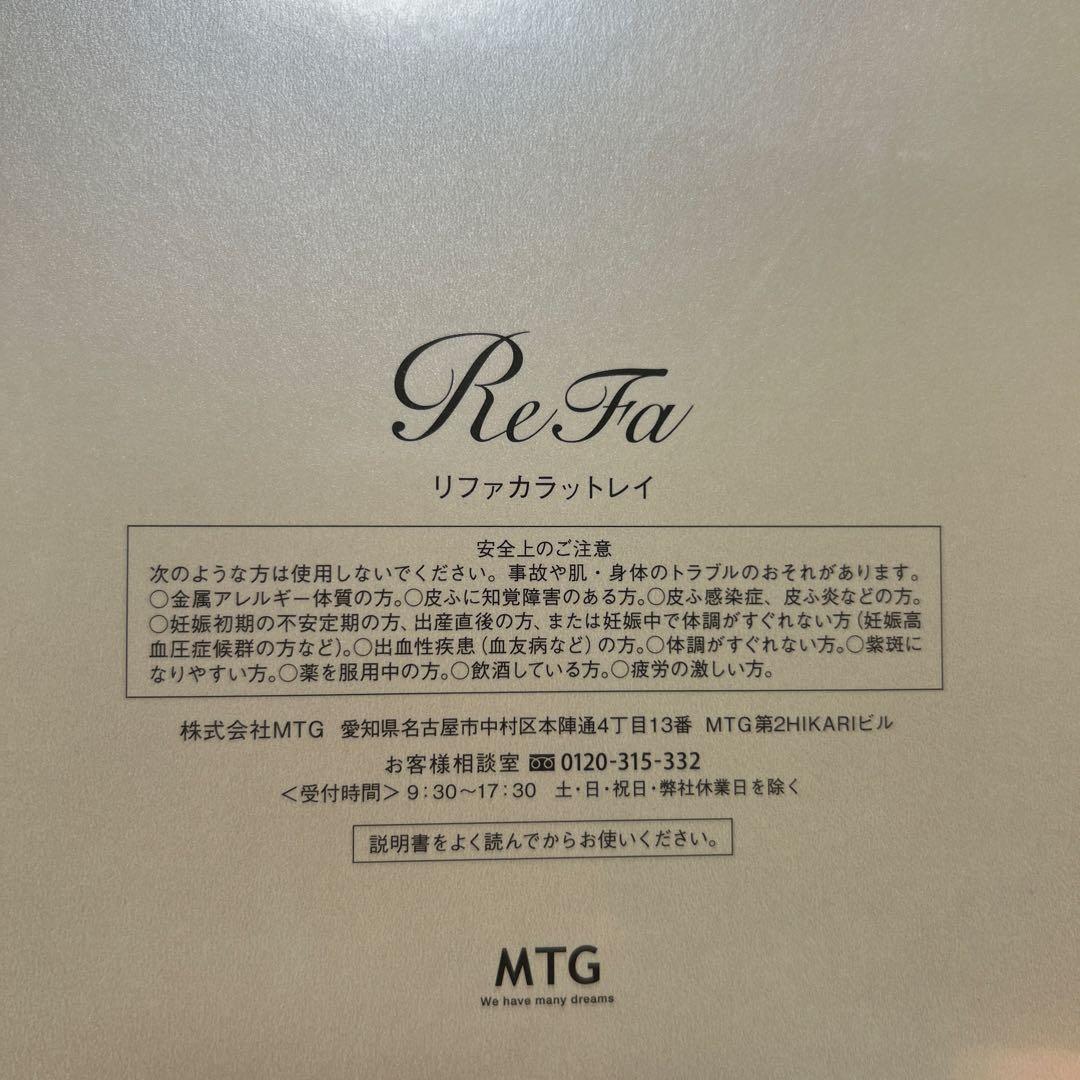 ReFa
リファカラットレイ
安全上のご注意
次のような方は使用しないでください。事故や肌・身体のトラブルのおそれがあります。
○金属アレルギー体質の方。○皮ふに知覚障害のある方。○皮ふ感染症、皮ふ炎などの方。
○妊娠初期の不安定期の方、出産直後の方、または妊娠中で体調がすぐれない方（妊娠高
血圧症候群の方など）。○出血性疾患（血友病など）の方。○体調がすぐれない方。○紫斑に
なりやすい方。○薬を服用中の方。○飲酒している方。○疲労の激しい方。
株式会社MTG 愛知県名古屋市中村区本陣通4丁目13番 MTG第2HIKARIビル
お客様相談室 0120-315-332
＜受付時間＞9：30～17：30 土・日・祝日・弊社休業日を除く
説明書をよく読んでからお使いください。
MTG
We have many dreams